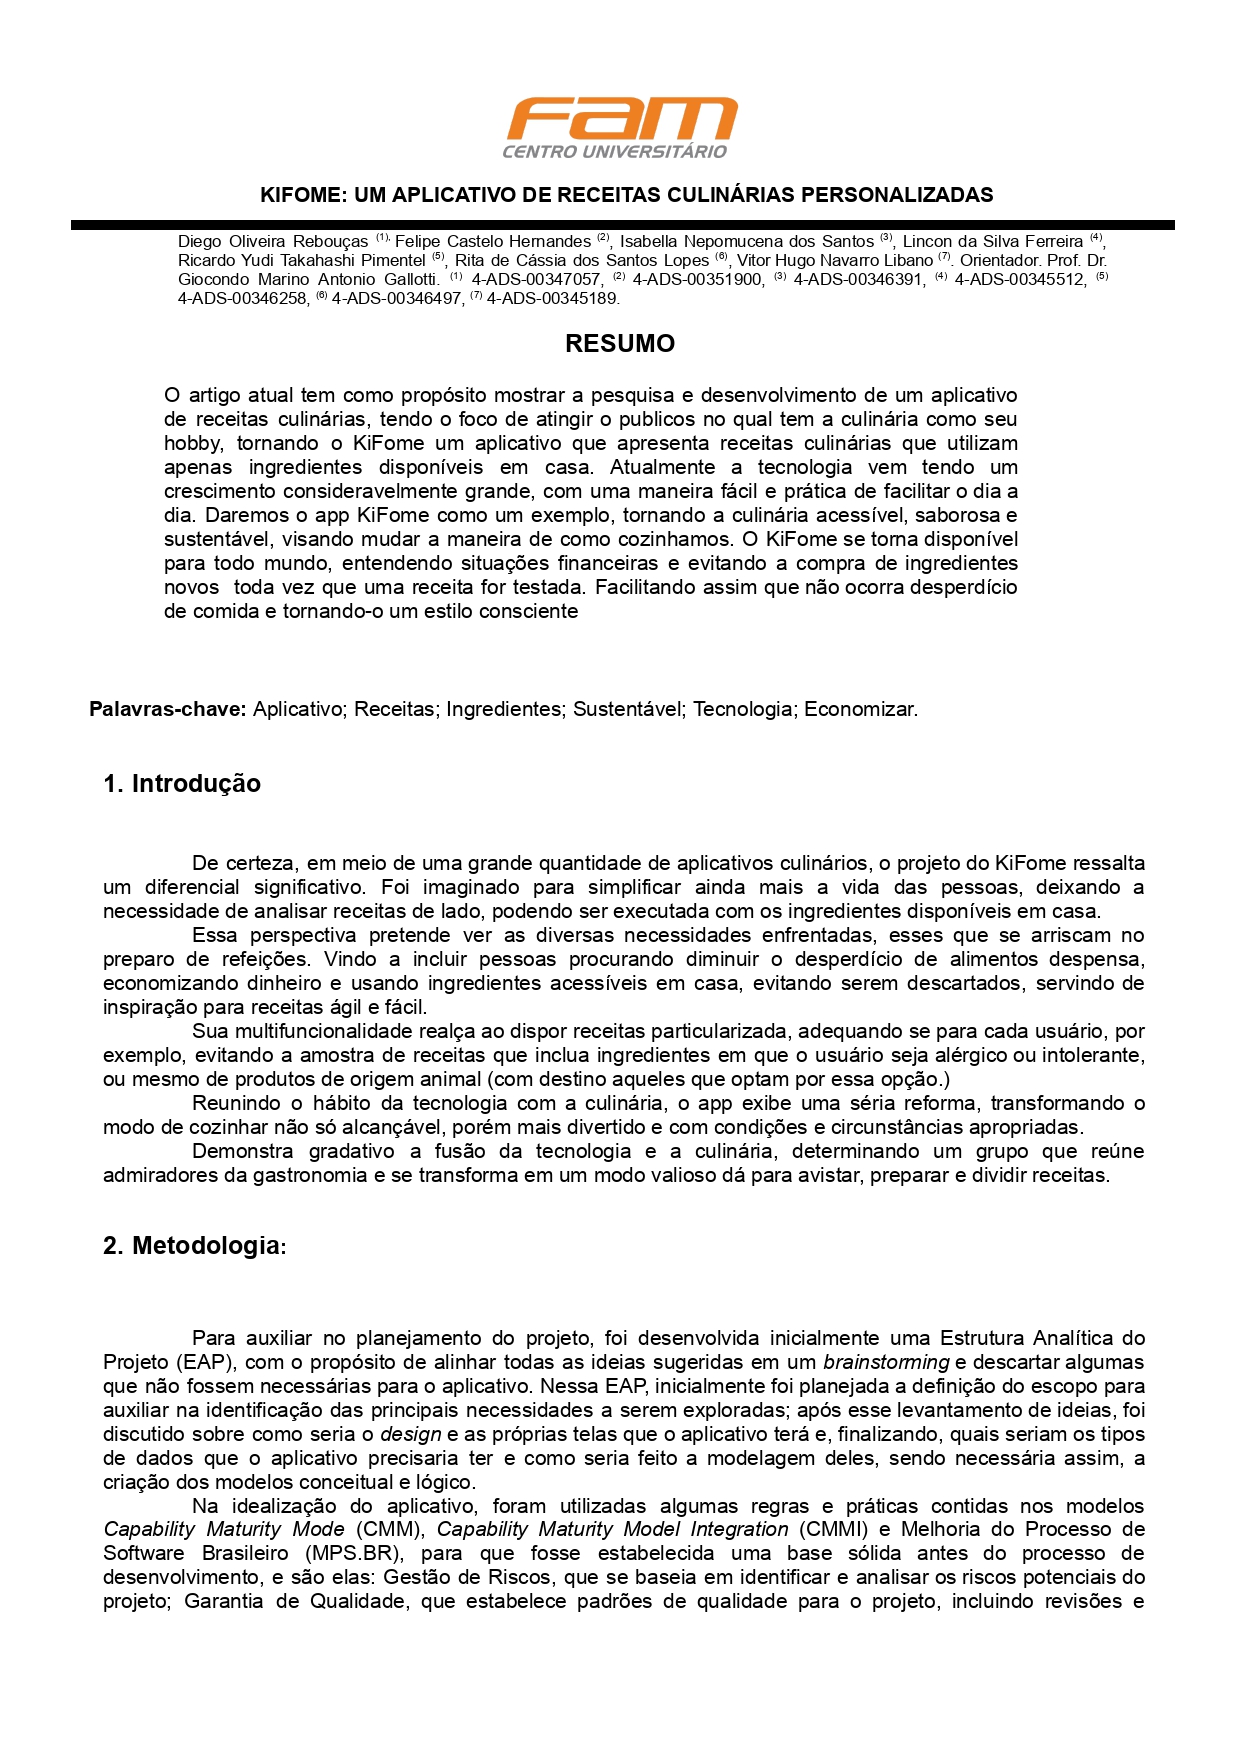 fam
CENTRO UNIVERSITÁRIO
KIFOME: UM APLICATIVO DE RECEITAS CULINÁRIAS PERSONALIZADAS
Diego Oliveira Rebouças (1), Felipe Castelo Hernandes (2), Isabella Nepomucena dos Santos (3), Lincon da Silva Ferreira (4),
Ricardo Yudi Takahashi Pimentel (5), Rita de Cássia dos Santos Lopes (6), Vitor Hugo Navarro Libano (7). Orientador. Prof. Dr.
Giocondo Marino Antonio Gallotti. (1) 4-ADS-00347057, (2) 4-ADS-00351900, (3) 4-ADS-00346391, (4) 4-ADS-00345512, (5)
4-ADS-00346258, (6) 4-ADS-00346497, (7) 4-ADS-00345189.
RESUMO
O artigo atual tem como propósito mostrar a pesquisa e desenvolvimento de um aplicativo
de receitas culinárias, tendo o foco de atingir o publicos no qual tem a culinária como seu
hobby, tornando o KiFome um aplicativo que apresenta receitas culinárias que utilizam
apenas ingredientes disponíveis em casa. Atualmente a tecnologia vem tendo um
crescimento consideravelmente grande, com uma maneira fácil e prática de facilitar o dia a
dia. Daremos o app KiFome como um exemplo, tornando a culinária acessível, saborosa e
sustentável, visando mudar a maneira de como cozinhamos. O KiFome se torna disponível
para todo mundo, entendendo situações financeiras e evitando a compra de ingredientes
novos toda vez que uma receita for testada. Facilitando assim que não ocorra desperdício
de comida e tornando-o um estilo consciente
Palavras-chave: Aplicativo; Receitas; Ingredientes; Sustentável; Tecnologia; Economizar.
1. Introdução
De certeza, em meio de uma grande quantidade de aplicativos culinários, o projeto do KiFome ressalta
um diferencial significativo. Foi imaginado para simplificar ainda mais a vida das pessoas, deixando a
necessidade de analisar receitas de lado, podendo ser executada com os ingredientes disponíveis em casa.
Essa perspectiva pretende ver as diversas necessidades enfrentadas, esses que se arriscam no
preparo de refeições. Vindo a incluir pessoas procurando diminuir o desperdício de alimentos despensa,
economizando dinheiro e usando ingredientes acessíveis em casa, evitando serem descartados, servindo de
inspiração para receitas ágil e fácil.
Sua multifuncionalidade realça ao dispor receitas particularizada, adequando se para cada usuário, por
exemplo, evitando a amostra de receitas que inclua ingredientes em que o usuário seja alérgico ou intolerante,
ou mesmo de produtos de origem animal (com destino aqueles que optam por essa opção.)
Reunindo o hábito da tecnologia com a culinária, o app exibe uma séria reforma, transformando o
modo de cozinhar não só alcançável, porém mais divertido e com condições e circunstâncias apropriadas.
Demonstra gradativo a fusão da tecnologia e a culinária, determinando um grupo que reúne
admiradores da gastronomia e se transforma em um modo valioso dá para avistar, preparar e dividir receitas.
2. Metodologia:
Para auxiliar no planejamento do projeto, foi desenvolvida inicialmente uma Estrutura Analítica do
Projeto (EAP), com o propósito de alinhar todas as ideias sugeridas em um brainstorming e descartar algumas
que não fossem necessárias para o aplicativo. Nessa EAP, inicialmente foi planejada a definição do escopo para
auxiliar na identificação das principais necessidades a serem exploradas; após esse levantamento de ideias, foi
discutido sobre como seria o design e as próprias telas que o aplicativo terá e, finalizando, quais seriam os tipos
de dados que o aplicativo precisaria ter e como seria feito a modelagem deles, sendo necessária assim, a
criação dos modelos conceitual e lógico.
Na idealização do aplicativo, foram utilizadas algumas regras e práticas contidas nos modelos
Capability Maturity Mode (CMM), Capability Maturity Model Integration (CMMI) e Melhoria do Processo de
Software Brasileiro (MPS.BR), para que fosse estabelecida uma base sólida antes do processo de
desenvolvimento, e são elas: Gestão de Riscos, que se baseia em identificar e analisar os riscos potenciais do
projeto; Garantia de Qualidade, que estabelece padrões de qualidade para o projeto, incluindo revisões e